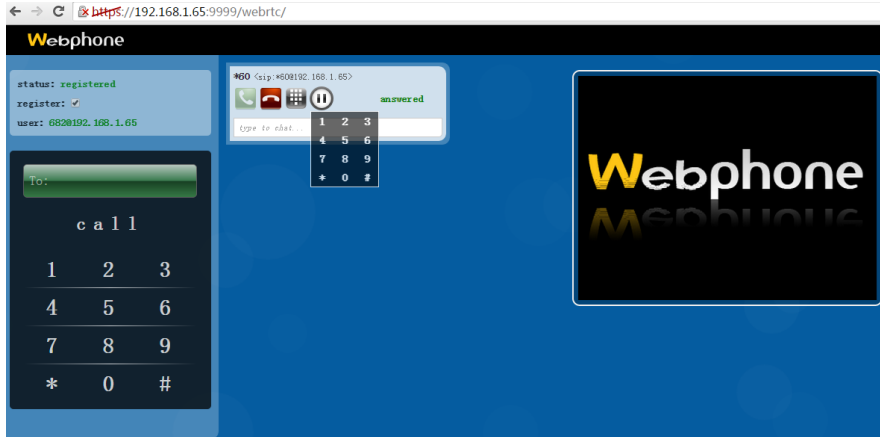 https://192.168.1.65:9999/webrtc/
Webphone
status: registered
register:
user: 682@192.168.1.65
To:
call
1 2 3
4 5 6
7 8 9
* 0 #
*60 <sip:*60@192.168.1.65>
answered
type to chat...
1 2 3
4 5 6
7 8 9
* 0 #
Webphone